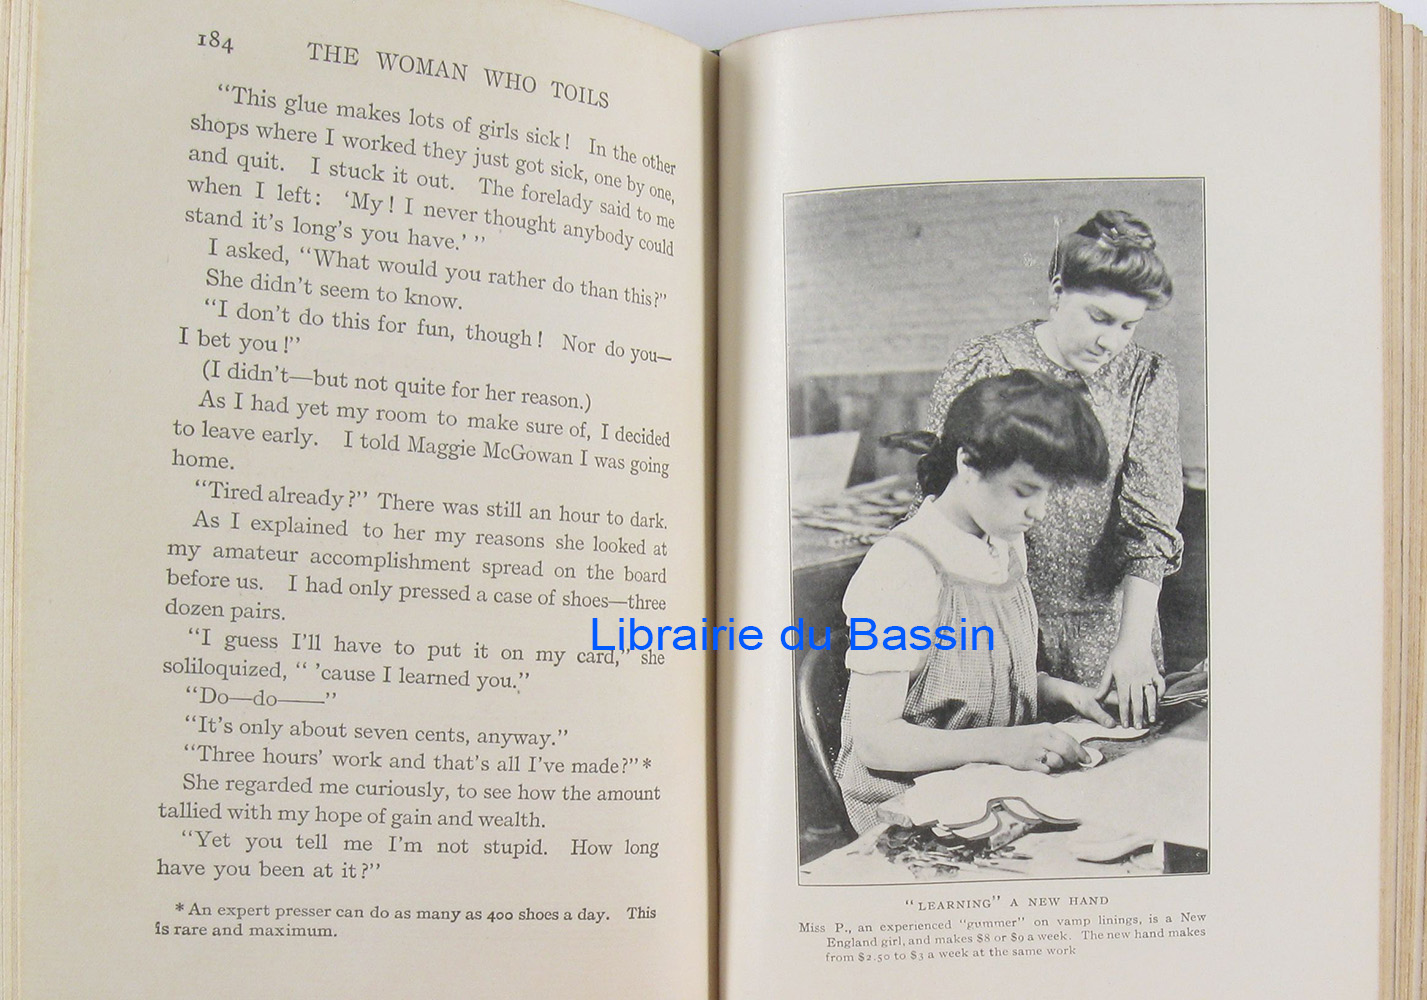 184 THE WOMAN WHO TOILS
“This glue makes lots of girls sick! In the other
shops where I worked they just got sick, one by one,
and quit. I stuck it out. The forelady said to me
when I left: ‘My! I never thought anybody could
stand it's long's you have.’ ”
I asked, “What would you rather do than this?”
She didn't seem to know.
“I don't do this for fun, though! Nor do you—
I bet you!”
(I didn't—but not quite for her reason.)
As I had yet my room to make sure of, I decided
to leave early. I told Maggie McGowan I was going
home.
“Tired already?” There was still an hour to dark.
As I explained to her my reasons she looked at
my amateur accomplishment spread on the board
before us. I had only pressed a case of shoes—three
dozen pairs.
“I guess I'll have to put it on my card,” she
soliloquized, “ 'cause I learned you.”
“Do—do——”
“It's only about seven cents, anyway.”
“Three hours' work and that's all I've made?”*
She regarded me curiously, to see how the amount
tallied with my hope of gain and wealth.
“Yet you tell me I'm not stupid. How long
have you been at it?”
* An expert presser can do as many as 400 shoes a day. This
is rare and maximum.
Librairie du Bassin
“LEARNING” A NEW HAND
Miss P., an experienced “gummer” on vamp linings, is a New
England girl, and makes $8 or $9 a week. The new hand makes
from $2.50 to $3 a week at the same work